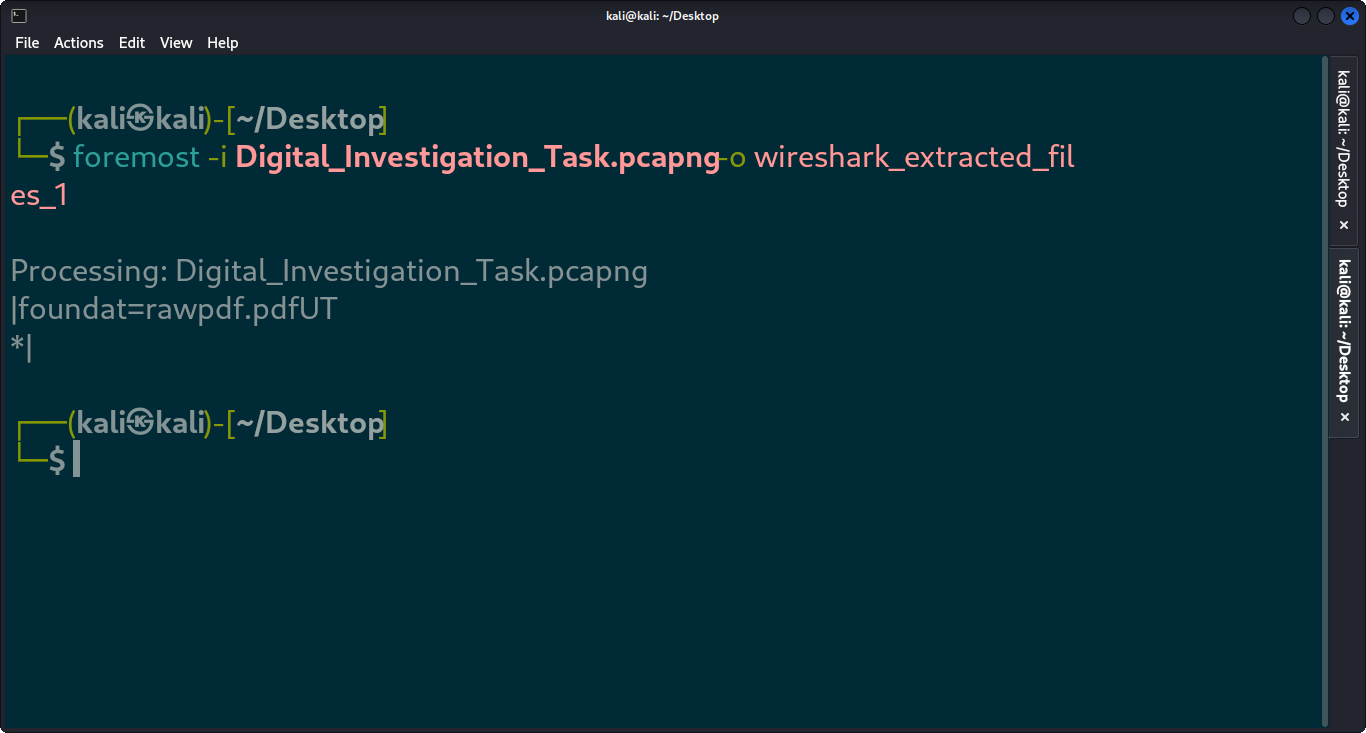 kali@kali: ~/Desktop
File Actions Edit View Help
┌──(kali㉿kali)-[~/Desktop]
└─$ foremost -i Digital_Investigation_Task.pcapng -o wireshark_extracted_fil
es_1
Processing: Digital_Investigation_Task.pcapng
|foundat=rawpdf.pdfUT
*|
┌──(kali㉿kali)-[~/Desktop]
└─$
kali@kali: ~/Desktop
kali@kali: ~/Desktop